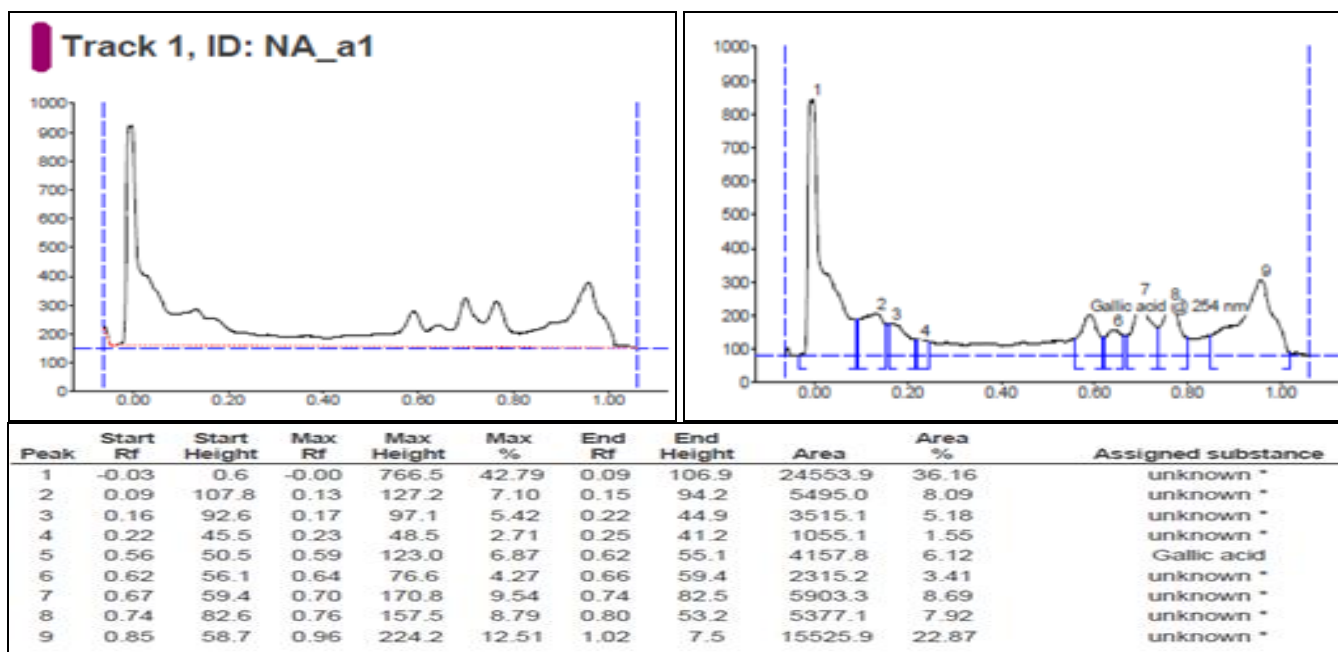 Track 1, ID: NA_a1
1000
900
800
700
600
500
400
300
200
100
0
0.00 0.20 0.40 0.60 0.80 1.00
1000
900
800
700
600
500
400
300
200
100
0
1
2
3
4
Gallic acid @ 254 nm
6
7
8
9
0.00 0.20 0.40 0.60 0.80 1.00
Peak Start Rf Start Height Max Rf Max Height Max % End Rf End Height Area Area % Assigned substance
1 -0.03 0.6 -0.00 766.5 42.79 0.09 106.9 24553.9 36.16 unknown *
2 0.09 107.8 0.13 127.2 7.10 0.15 94.2 5495.0 8.09 unknown *
3 0.16 92.6 0.17 97.1 5.42 0.22 44.9 3515.1 5.18 unknown *
4 0.22 45.5 0.23 48.5 2.71 0.25 41.2 1055.1 1.55 unknown *
5 0.56 50.5 0.59 123.0 6.87 0.62 55.1 4157.8 6.12 Gallic acid
6 0.62 56.1 0.64 76.6 4.27 0.66 59.4 2315.2 3.41 unknown *
7 0.67 59.4 0.70 170.8 9.54 0.74 82.5 5903.3 8.69 unknown *
8 0.74 82.6 0.76 157.5 8.79 0.80 53.2 5377.1 7.92 unknown *
9 0.85 58.7 0.96 224.2 12.51 1.02 7.5 15525.9 22.87 unknown *